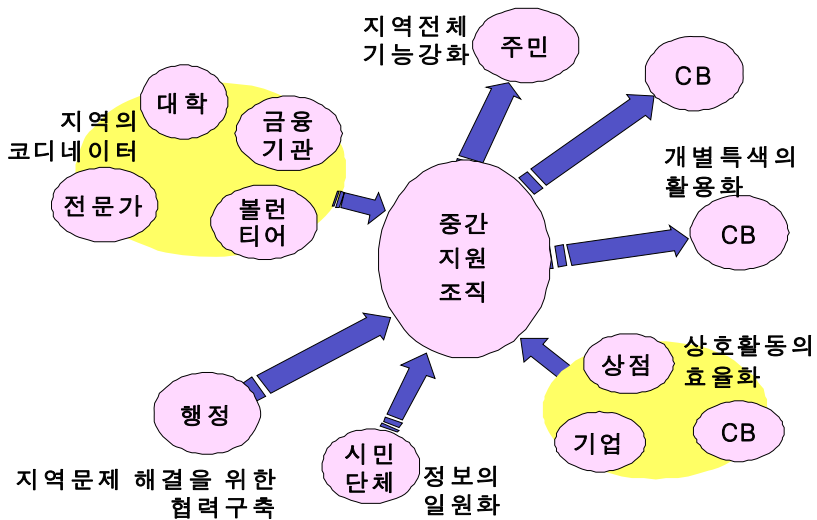 지역전체
기능강화
주민
CB
대학
지역의
코디네이터
금융
기관
전문가
볼런
티어
개별특색의
활용화
CB
중간
지원
조직
상점
상호활동의
효율화
기업
CB
행정
시민
단체
지역문제 해결을 위한
협력구축
정보의
일원화